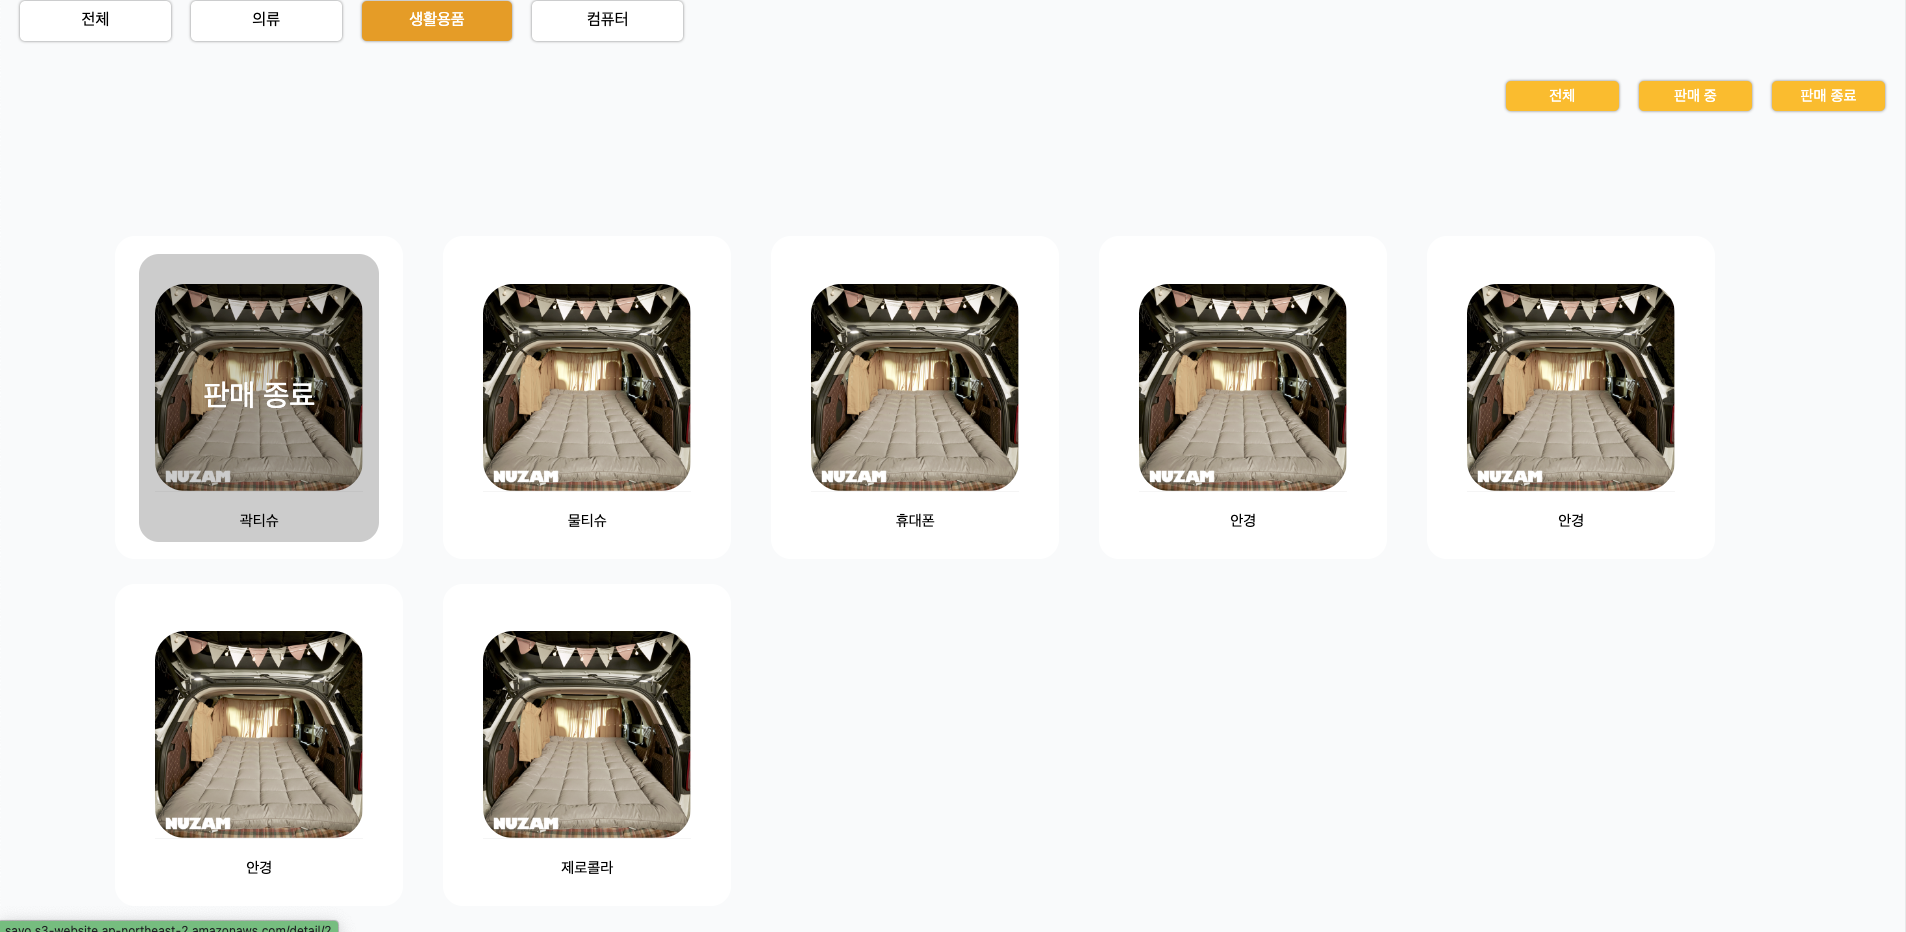 전체
의류
생활용품
컴퓨터
전체
판매 중
판매 종료
판매 종료
NUZAM
NUZAM
NUZAM
NUZAM
NUZAM
곽티슈
물티슈
휴대폰
안경
안경
NUZAM
NUZAM
안경
제로콜라
savo.s3-website.ap-northeast-2.amazonaws.com/detail/2